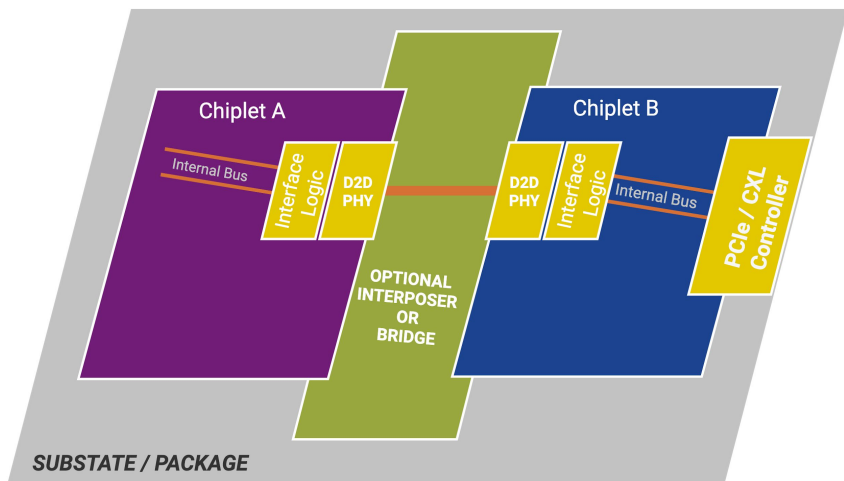 Chiplet A
Chiplet B
Internal Bus
Interface
Logic
D2D
PHY
D2D
PHY
Interface
Logic
Internal Bus
PCIe / CXL
Controller
OPTIONAL
INTERPOSER
OR
BRIDGE
SUBSTATE / PACKAGE